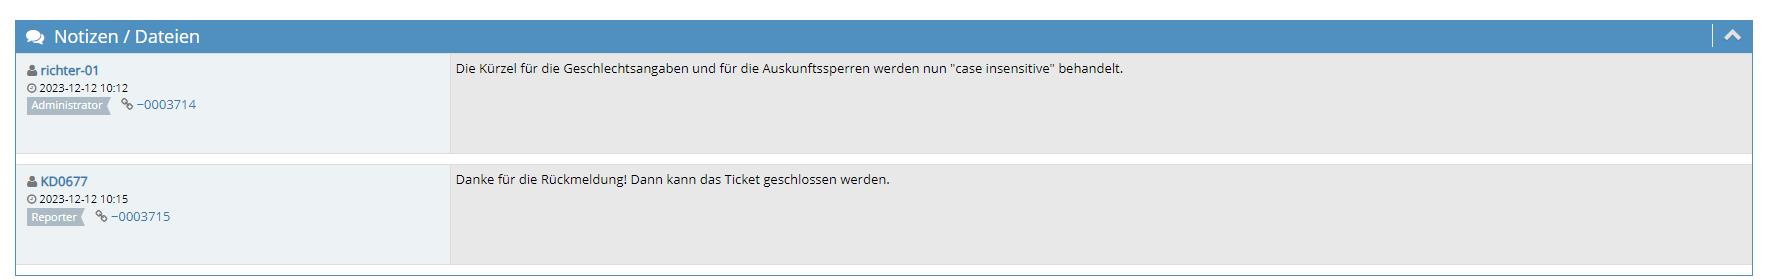 Notizen / Dateien
richter-01
2023-12-12 10:12
Administrator ~0003714
Die Kürzel für die Geschlechtsangaben und für die Auskunftssperren werden nun "case insensitive" behandelt.
KD0677
2023-12-12 10:15
Reporter ~0003715
Danke für die Rückmeldung! Dann kann das Ticket geschlossen werden.